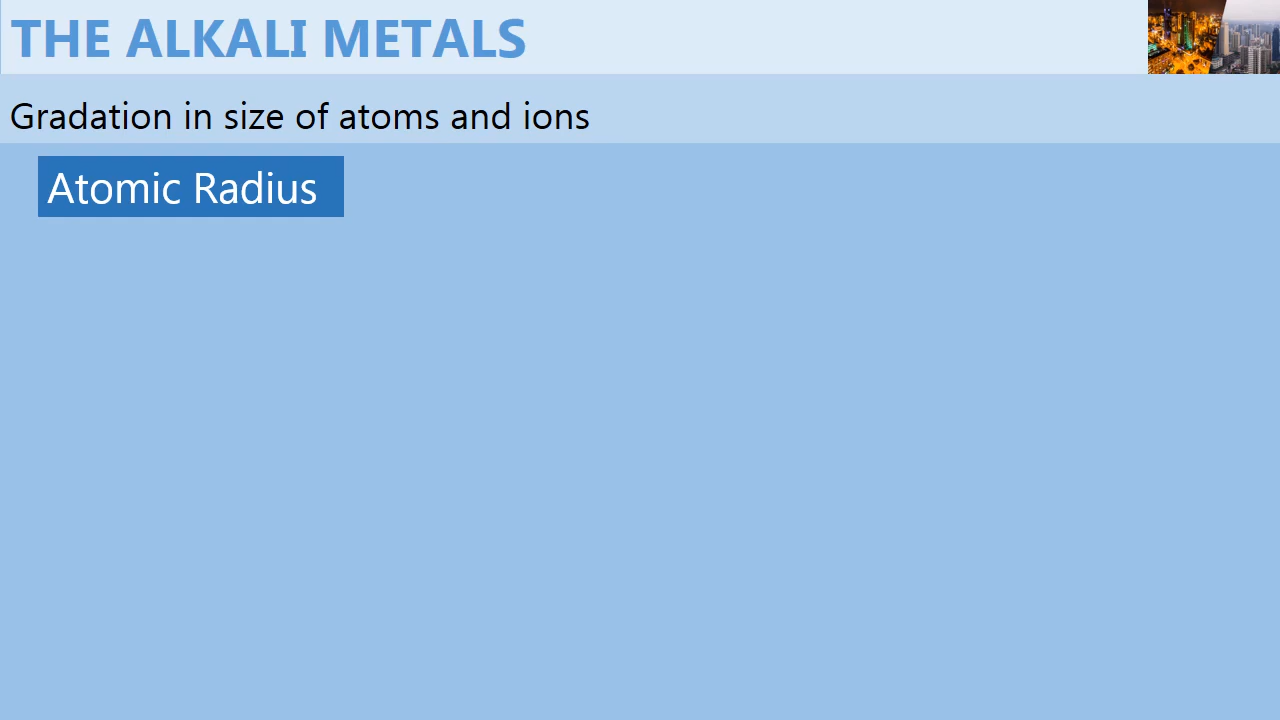 THE ALKALI METALS
Gradation in size of atoms and ions
Atomic Radius